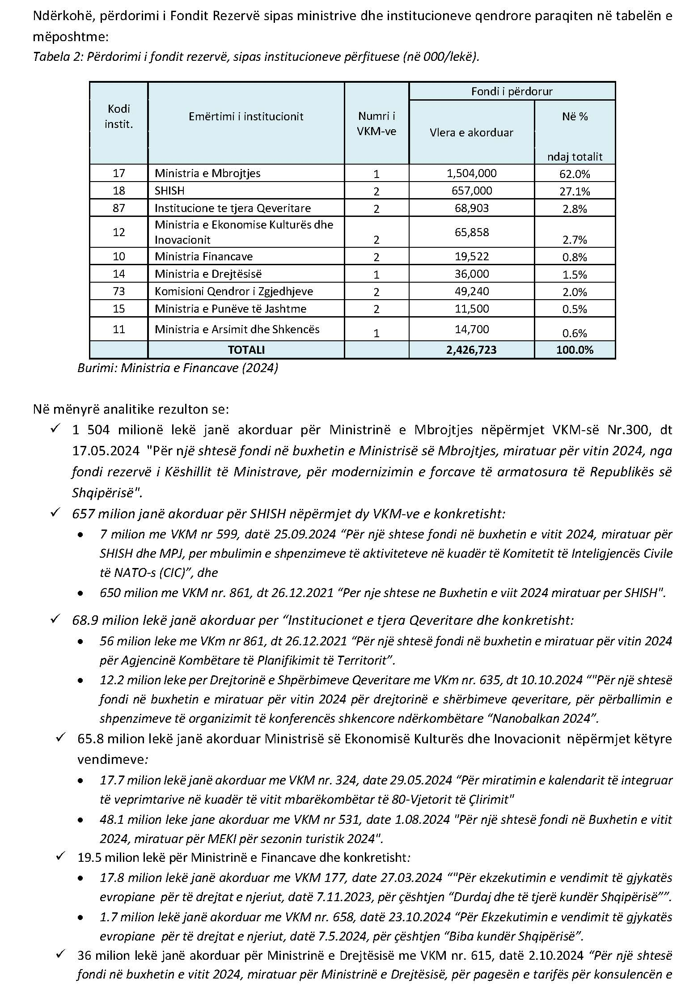 Ndërkohë, përdorimi i Fondit Rezervë sipas ministrive dhe institucioneve qendrore paraqiten në tabelën e
mëposhtme:
Tabela 2: Përdorimi i fondit rezervë, sipas institucioneve përfituese (në 000/lekë).
Kodi instit. Emërtimi i institucionit Numri i VKM-ve Fondi i përdorur
Vlera e akorduar Në % ndaj totalit
17 Ministria e Mbrojtjes 1 1,504,000 62.0%
18 SHISH 2 657,000 27.1%
87 Institucione te tjera Qeveritare 2 68,903 2.8%
12 Ministria e Ekonomise Kulturës dhe Inovacionit 2 65,858 2.7%
10 Ministria Financave 2 19,522 0.8%
14 Ministria e Drejtësisë 1 36,000 1.5%
73 Komisioni Qendror i Zgjedhjeve 2 49,240 2.0%
15 Ministria e Punëve të Jashtme 2 11,500 0.5%
11 Ministria e Arsimit dhe Shkencës 1 14,700 0.6%
TOTALI 2,426,723 100.0%
Burimi: Ministria e Financave (2024)
Në mënyrë analitike rezulton se:
✓ 1 504 milionë lekë janë akorduar për Ministrinë e Mbrojtjes nëpërmjet VKM-së Nr.300, dt
17.05.2024 "Për një shtesë fondi në buxhetin e Ministrisë së Mbrojtjes, miratuar për vitin 2024, nga
fondi rezervë i Këshillit të Ministrave, për modernizimin e forcave të armatosura të Republikës së
Shqipërisë".
✓ 657 milion janë akorduar për SHISH nëpërmjet dy VKM-ve e konkretisht:
• 7 milion me VKM nr 599, datë 25.09.2024 “Për një shtese fondi në buxhetin e vitit 2024, miratuar për
SHISH dhe MPJ, per mbulimin e shpenzimeve të aktiviteteve në kuadër të Komitetit të Inteligjencës Civile
të NATO-s (CIC)”, dhe
• 650 milion me VKM nr. 861, dt 26.12.2021 “Per nje shtese ne Buxhetin e viit 2024 miratuar per SHISH".
✓ 68.9 milion lekë janë akorduar per “Institucionet e tjera Qeveritare dhe konkretisht:
• 56 milion leke me VKm nr 861, dt 26.12.2021 “Për një shtesë fondi në buxhetin e miratuar për vitin 2024
për Agjencinë Kombëtare të Planifikimit të Territorit”.
• 12.2 milion leke per Drejtorinë e Shpërbimeve Qeveritare me VKm nr. 635, dt 10.10.2024 “"Për një shtesë
fondi në buxhetin e miratuar për vitin 2024 për drejtorinë e shërbimeve qeveritare, për përballimin e
shpenzimeve të organizimit të konferencës shkencore ndërkombëtare “Nanobalkan 2024”.
✓ 65.8 milion lekë janë akorduar Ministrisë së Ekonomisë Kulturës dhe Inovacionit nëpërmjet këtyre
vendimeve:
• 17.7 milion lekë janë akorduar me VKM nr. 324, date 29.05.2024 “Për miratimin e kalendarit të integruar
të veprimtarive në kuadër të vitit mbarëkombëtar të 80-Vjetorit të Çlirimit"
• 48.1 milion leke jane akorduar me VKM nr 531, date 1.08.2024 "Për një shtesë fondi në Buxhetin e vitit
2024, miratuar për MEKI për sezonin turistik 2024".
✓ 19.5 milion lekë për Ministrinë e Financave dhe konkretisht:
• 17.8 milion lekë janë akorduar me VKM 177, date 27.03.2024 “"Për ekzekutimin e vendimit të gjykatës
evropiane për të drejtat e njeriut, datë 7.11.2023, për çështjen “Durdaj dhe të tjerë kundër Shqipërisë””.
• 1.7 milion lekë janë akorduar me VKM nr. 658, datë 23.10.2024 “Për Ekzekutimin e vendimit të gjykatës
evropiane për të drejtat e njeriut, datë 7.5.2024, për çështjen “Biba kundër Shqipërisë”.
✓ 36 milion lekë janë akorduar për Ministrinë e Drejtësisë me VKM nr. 615, datë 2.10.2024 “Për një shtesë
fondi në buxhetin e vitit 2024, miratuar për Ministrinë e Drejtësisë, për pagesën e tarifës për konsulencën e